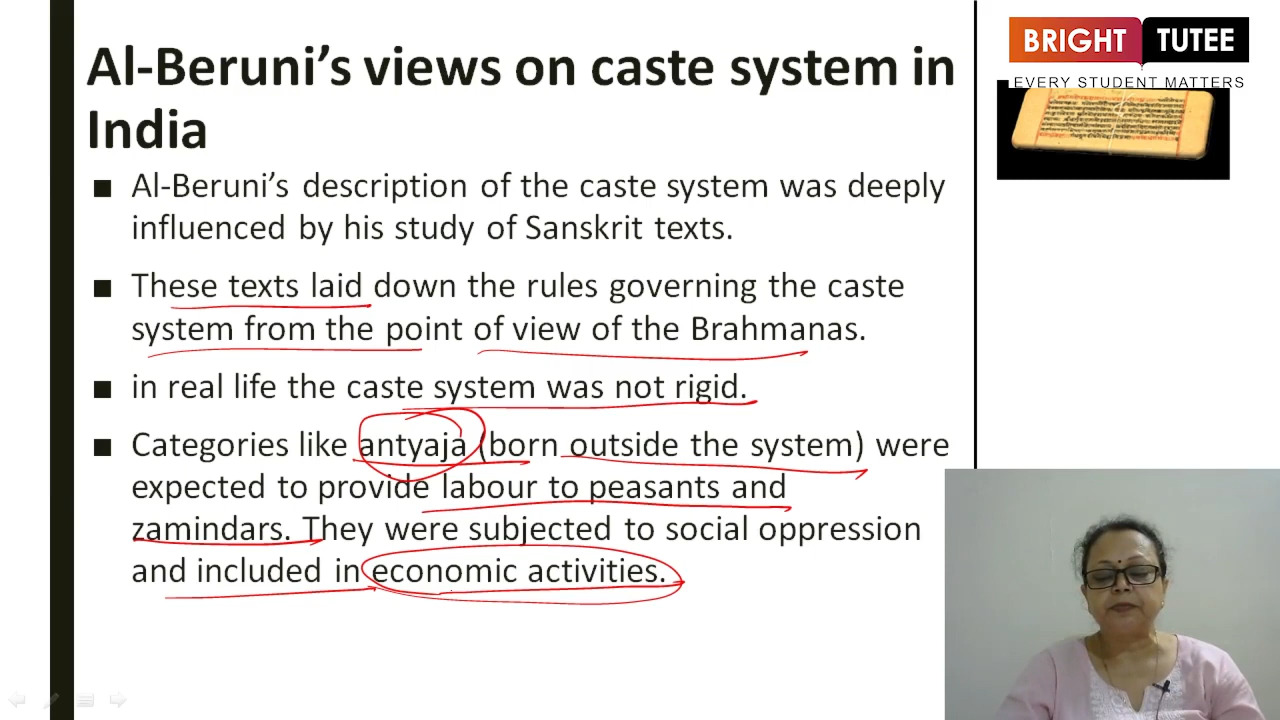 Al-Beruni’s views on caste system in
India
BRIGHT TUTEE
EVERY STUDENT MATTERS
■ Al-Beruni’s description of the caste system was deeply
influenced by his study of Sanskrit texts.
■ These texts laid down the rules governing the caste
system from the point of view of the Brahmanas.
■ in real life the caste system was not rigid.
■ Categories like antyaja (born outside the system) were
expected to provide labour to peasants and
zamindars. They were subjected to social oppression
and included in economic activities.